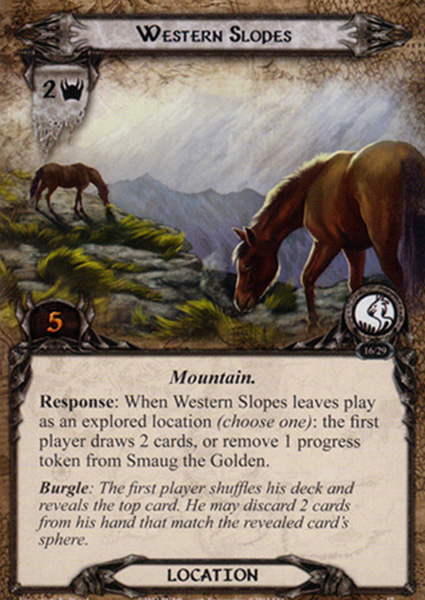 Western Slopes
2
5
16/29
Mountain.
Response: When Western Slopes leaves play
as an explored location (choose one): the first
player draws 2 cards, or remove 1 progress
token from Smaug the Golden.
Burgle: The first player shuffles his deck and
reveals the top card. He may discard 2 cards
from his hand that match the revealed card's
sphere.
LOCATION